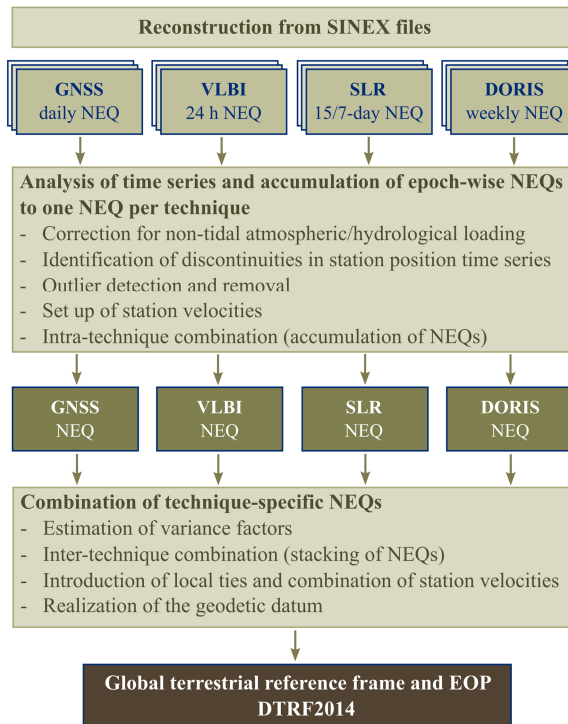 Reconstruction from SINEX files
GNSS
daily NEQ
VLBI
24 h NEQ
SLR
15/7-day NEQ
DORIS
weekly NEQ
Analysis of time series and accumulation of epoch-wise NEQs
to one NEQ per technique
- Correction for non-tidal atmospheric/hydrological loading
- Identification of discontinuities in station position time series
- Outlier detection and removal
- Set up of station velocities
- Intra-technique combination (accumulation of NEQs)
GNSS
NEQ
VLBI
NEQ
SLR
NEQ
DORIS
NEQ
Combination of technique-specific NEQs
- Estimation of variance factors
- Inter-technique combination (stacking of NEQs)
- Introduction of local ties and combination of station velocities
- Realization of the geodetic datum
Global terrestrial reference frame and EOP
DTRF2014